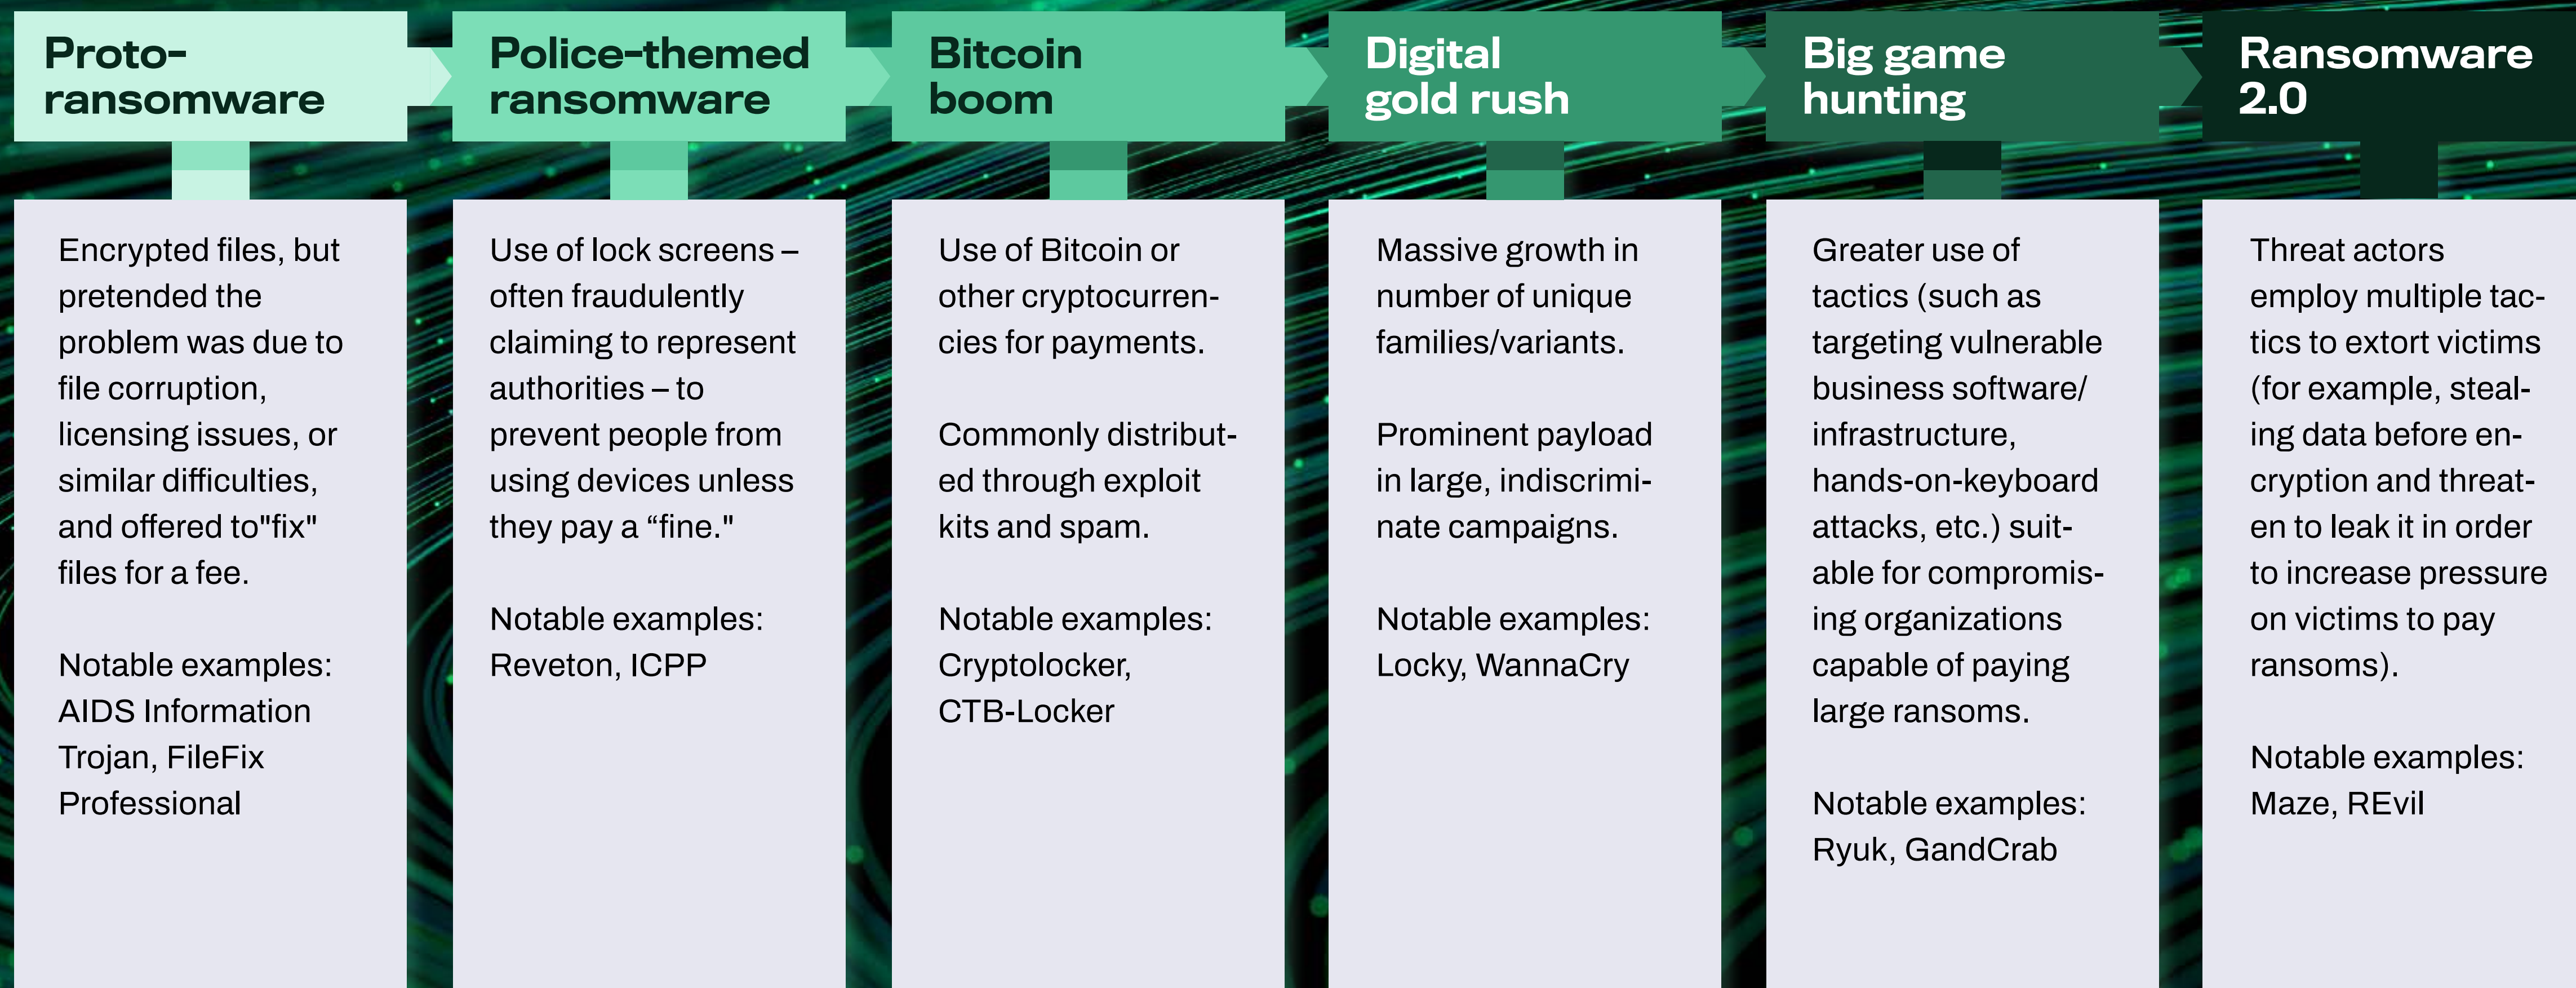 Proto-
ransomware
Encrypted files, but
pretended the
problem was due to
file corruption,
licensing issues, or
similar difficulties,
and offered to"fix"
files for a fee.
Notable examples:
AIDS Information
Trojan, FileFix
Professional
Police-themed
ransomware
Use of lock screens –
often fraudulently
claiming to represent
authorities – to
prevent people from
using devices unless
they pay a “fine."
Notable examples:
Reveton, ICPP
Bitcoin
boom
Use of Bitcoin or
other cryptocurren-
cies for payments.
Commonly distribut-
ed through exploit
kits and spam.
Notable examples:
Cryptolocker,
CTB-Locker
Digital
gold rush
Massive growth in
number of unique
families/variants.
Prominent payload
in large, indiscrimi-
nate campaigns.
Notable examples:
Locky, WannaCry
Big game
hunting
Greater use of
tactics (such as
targeting vulnerable
business software/
infrastructure,
hands-on-keyboard
attacks, etc.) suit-
able for compromis-
ing organizations
capable of paying
large ransoms.
Notable examples:
Ryuk, GandCrab
Ransomware
2.0
Threat actors
employ multiple tac-
tics to extort victims
(for example, steal-
ing data before en-
cryption and threat-
en to leak it in order
to increase pressure
on victims to pay
ransoms).
Notable examples:
Maze, REvil